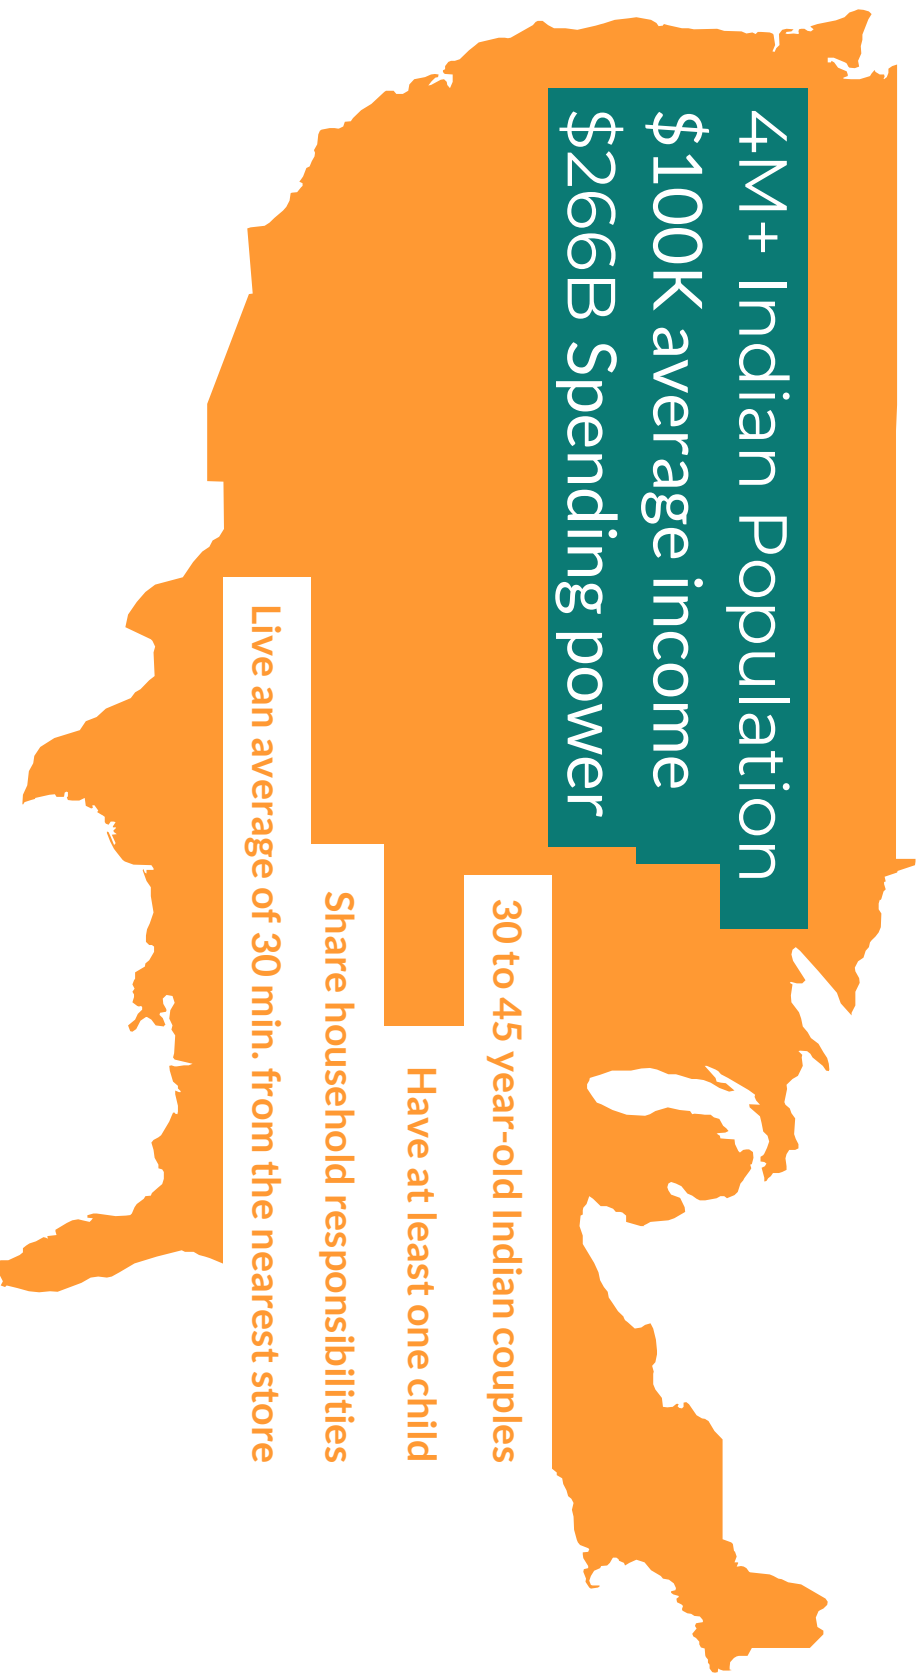 4M+ Indian Population
$100K average income
$266B Spending power
30 to 45 year-old Indian couples
Have at least one child
Share household responsibilities
Live an average of 30 min. from the nearest store